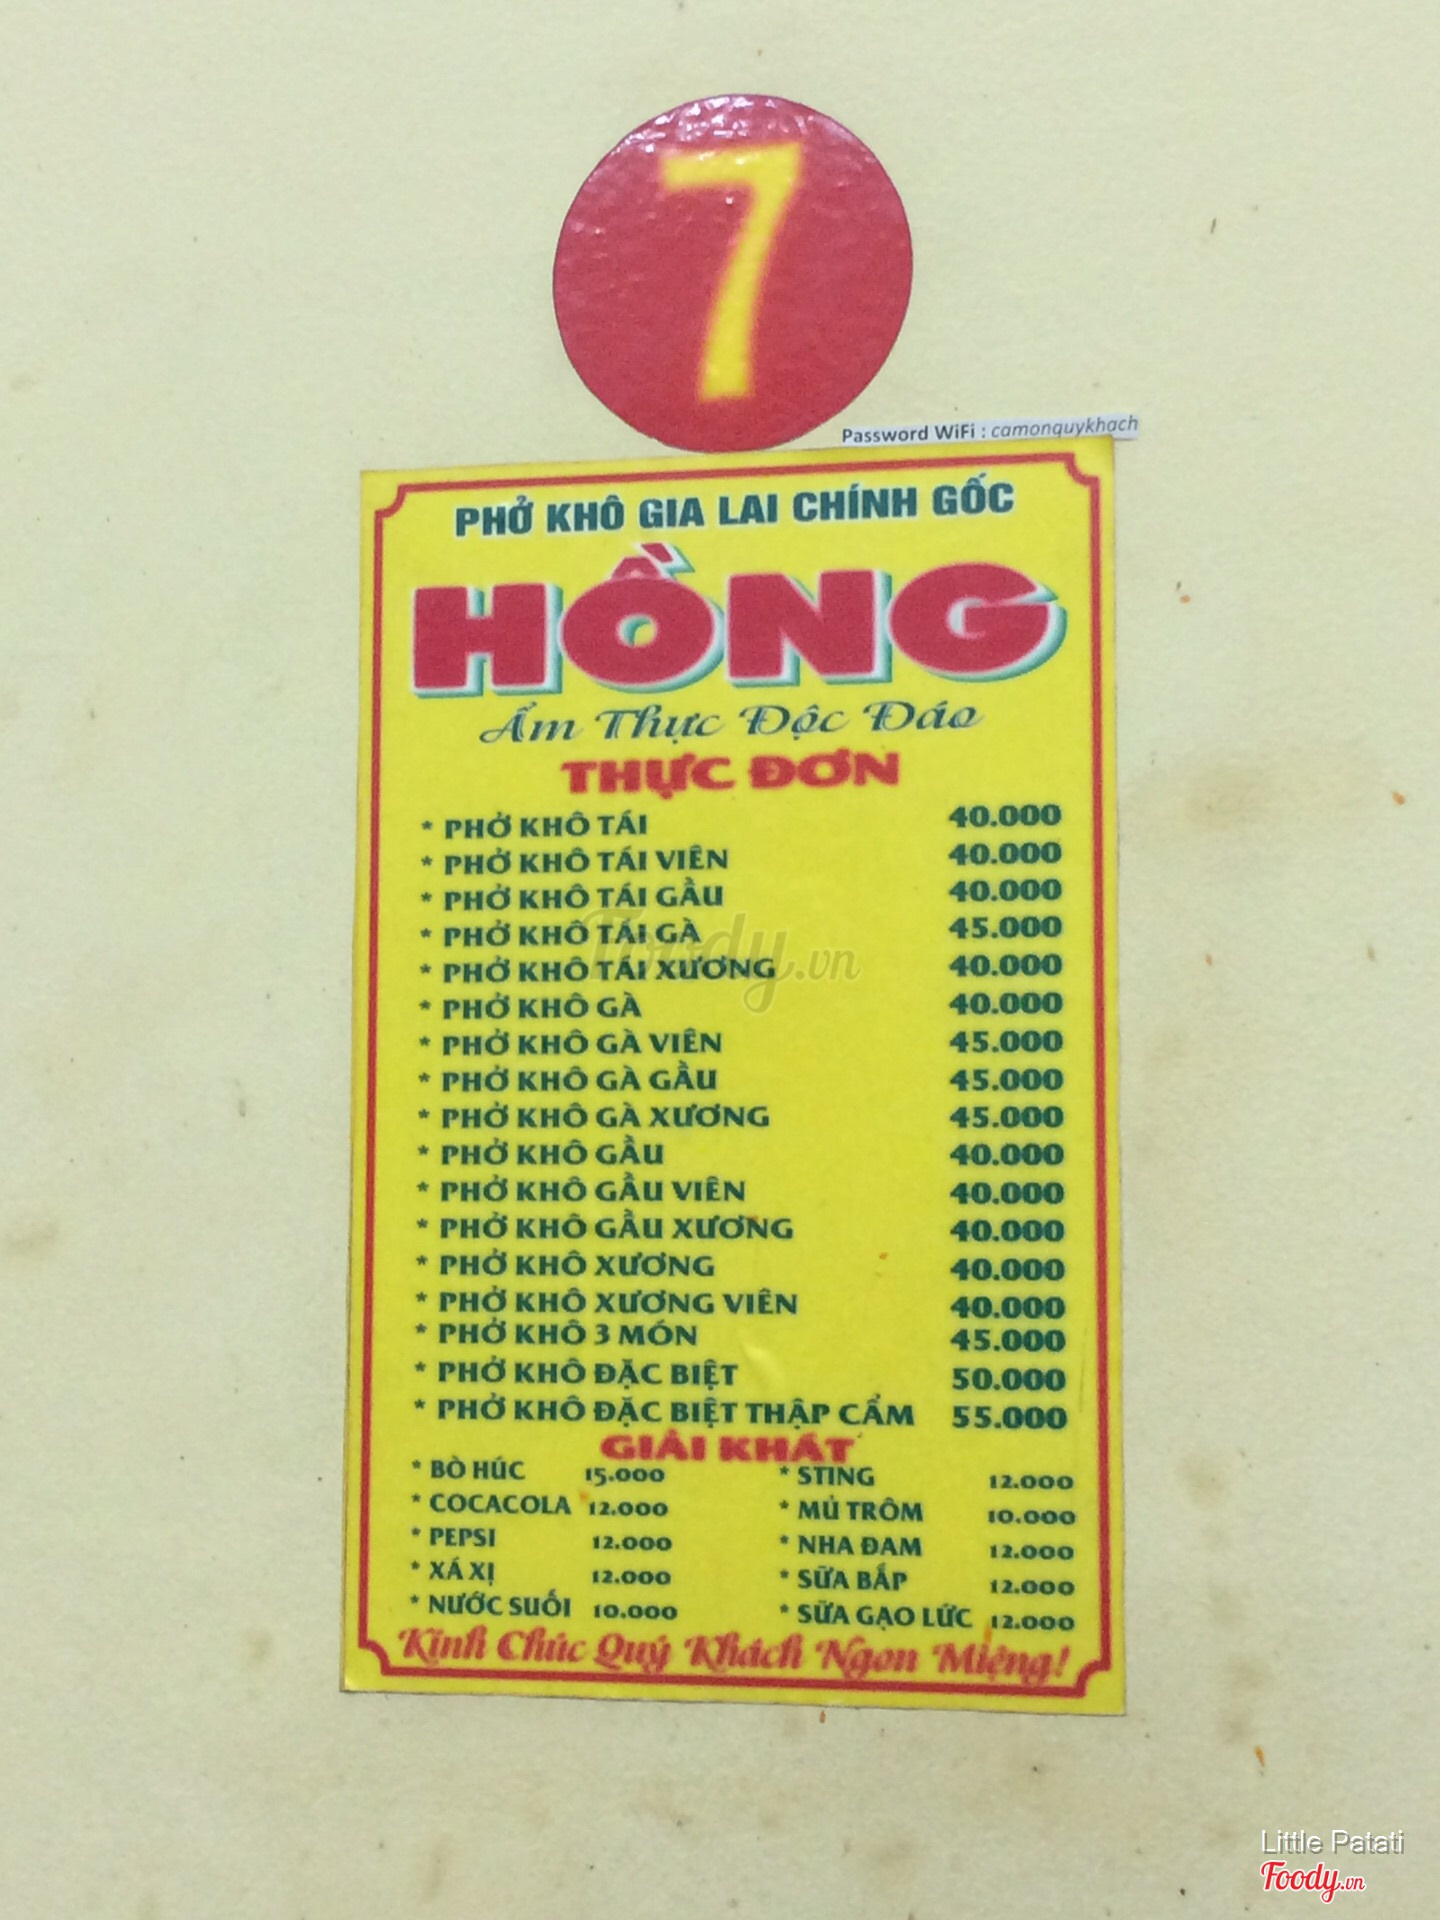 7
Password WiFi : camonquykhach
PHỞ KHÔ GIA LAI CHÍNH GỐC
HỒNG
Ẩm Thực Độc Đáo
THỰC ĐƠN
* PHỞ KHÔ TÁI 40.000
* PHỞ KHÔ TÁI VIÊN 40.000
* PHỞ KHÔ TÁI GẦU 40.000
* PHỞ KHÔ TÁI GÀ 45.000
* PHỞ KHÔ TÁI XƯƠNG 40.000
* PHỞ KHÔ GÀ 40.000
* PHỞ KHÔ GÀ VIÊN 45.000
* PHỞ KHÔ GÀ GẦU 45.000
* PHỞ KHÔ GÀ XƯƠNG 45.000
* PHỞ KHÔ GẦU 40.000
* PHỞ KHÔ GẦU VIÊN 40.000
* PHỞ KHÔ GẦU XƯƠNG 40.000
* PHỞ KHÔ XƯƠNG 40.000
* PHỞ KHÔ XƯƠNG VIÊN 40.000
* PHỞ KHÔ 3 MÓN 45.000
* PHỞ KHÔ ĐẶC BIỆT 50.000
* PHỞ KHÔ ĐẶC BIỆT THẬP CẨM 55.000
GIẢI KHÁT
* BÒ HÚC 15.000 * STING 12.000
* COCACOLA 12.000 * MỦ TRÔM 10.000
* PEPSI 12.000 * NHA ĐAM 12.000
* XÁ XỊ 12.000 * SỮA BẮP 12.000
* NƯỚC SUỐI 10.000 * SỮA GẠO LỨC 12.000
Kính Chúc Quý Khách Ngon Miệng!
Foody.vn
Little Patati
Foody.vn